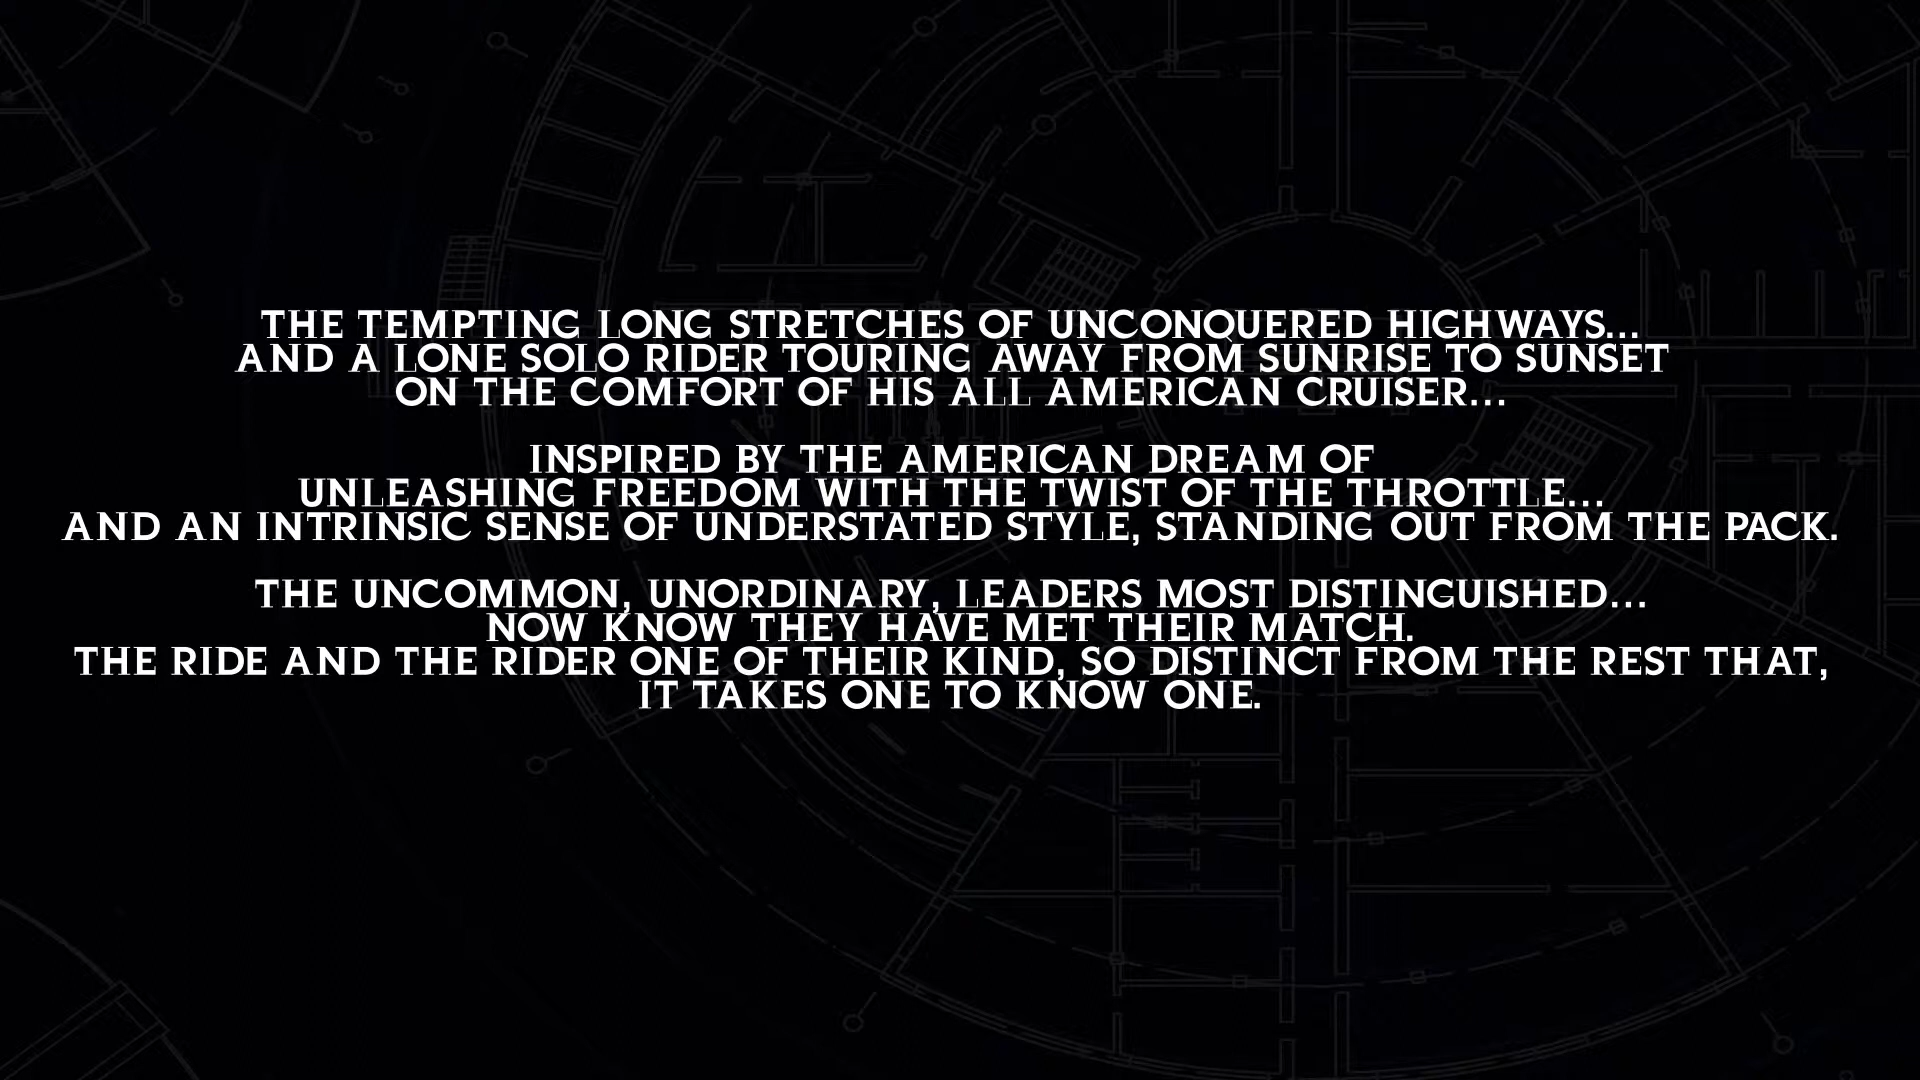 THE TEMPTING LONG STRETCHES OF UNCONQUERED HIGHWAYS...
AND A LONE SOLO RIDER TOURING AWAY FROM SUNRISE TO SUNSET
ON THE COMFORT OF HIS ALL AMERICAN CRUISER...
INSPIRED BY THE AMERICAN DREAM OF
UNLEASHING FREEDOM WITH THE TWIST OF THE THROTTLE...
AND AN INTRINSIC SENSE OF UNDERSTATED STYLE, STANDING OUT FROM THE PACK.
THE UNCOMMON, UNORDINARY, LEADERS MOST DISTINGUISHED...
NOW KNOW THEY HAVE MET THEIR MATCH.
THE RIDE AND THE RIDER ONE OF THEIR KIND, SO DISTINCT FROM THE REST THAT,
IT TAKES ONE TO KNOW ONE.